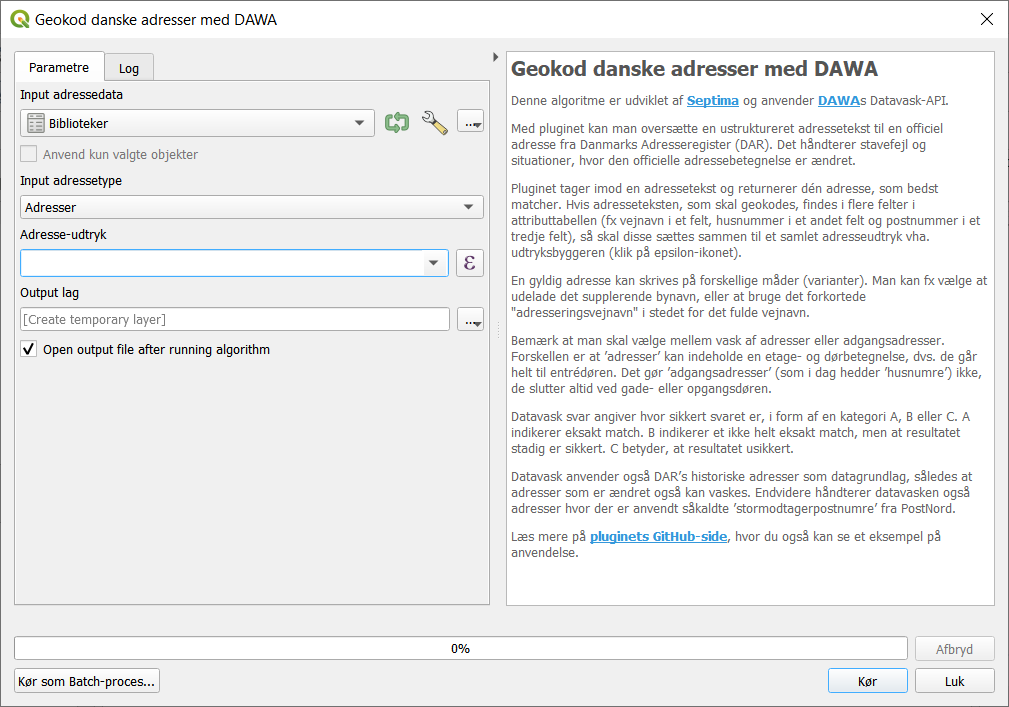 Geokod danske adresser med DAWA
Parametre
Log
Input adressedata
Biblioteker
...
Anvend kun valgte objekter
Input adressetype
Adresser
Adresse-udtryk
ε
Output lag
[Create temporary layer]
...
Open output file after running algorithm
Geokod danske adresser med DAWA
Denne algoritme er udviklet af Septima og anvender DAWAs Datavask-API.
Med pluginet kan man oversætte en ustruktureret adressetekst til en officiel
adresse fra Danmarks Adresseregister (DAR). Det håndterer stavefejl og
situationer, hvor den officielle adressebetegnelse er ændret.
Pluginet tager imod en adressetekst og returnerer dén adresse, som bedst
matcher. Hvis adresseteksten, som skal geokodes, findes i flere felter i
attributtabellen (fx vejnavn i et felt, husnummer i et andet felt og postnummer i et
tredje felt), så skal disse sættes sammen til et samlet adresseudtryk vha.
udtryksbyggeren (klik på epsilon-ikonet).
En gyldig adresse kan skrives på forskellige måder (varianter). Man kan fx vælge at
udelade det supplerende bynavn, eller at bruge det forkortede
"adresseringsvejnavn" i stedet for det fulde vejnavn.
Bemærk at man skal vælge mellem vask af adresser eller adgangsadresser.
Forskellen er at ’adresser’ kan indeholde en etage- og dørbetegnelse, dvs. de går
helt til entrédøren. Det gør ’adgangsadresser’ (som i dag hedder ’husnumre’) ikke,
de slutter altid ved gade- eller opgangsdøren.
Datavask svar angiver hvor sikkert svaret er, i form af en kategori A, B eller C. A
indikerer eksakt match. B indikerer et ikke helt eksakt match, men at resultatet
stadig er sikkert. C betyder, at resultatet usikkert.
Datavask anvender også DAR’s historiske adresser som datagrundlag, således at
adresser som er ændret også kan vaskes. Endvidere håndterer datavasken også
adresser hvor der er anvendt såkaldte ’stormodtagerpostnumre’ fra PostNord.
Læs mere på pluginets GitHub-side, hvor du også kan se et eksempel på
anvendelse.
0%
Afbryd
Kør som Batch-proces...
Kør
Luk